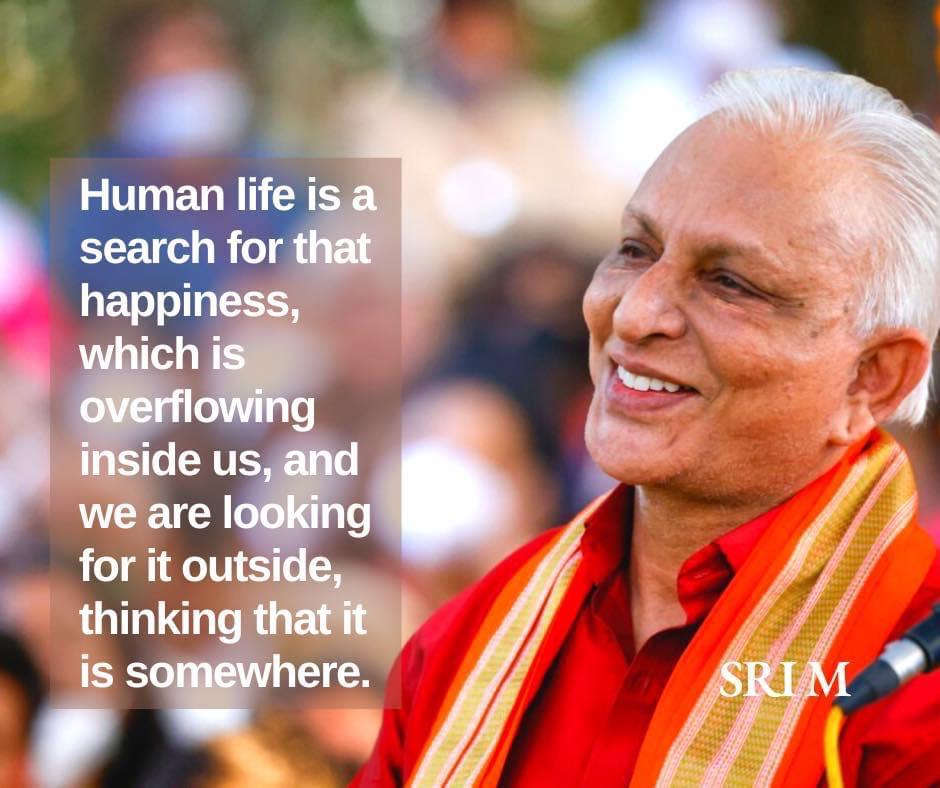 Human life is a
search for that
happiness,
which is
overflowing
inside us, and
we are looking
for it outside,
thinking that it
is somewhere.
SRI M